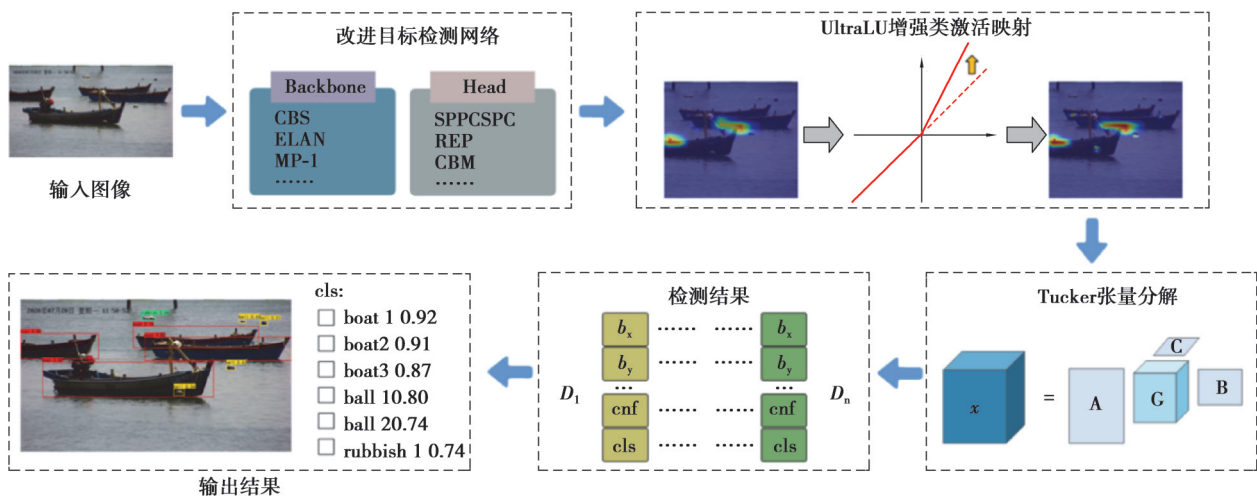 改进目标检测网络
Backbone
CBS
ELAN
MP-1
......
Head
SPPCSPC
REP
CBM
......
输入图像
UltraLU增强类激活映射
Tucker张量分解
x
=
A
G
C
B
检测结果
D1
bx ...... ...... bx
by ...... ...... by
...
...
cnf ...... ...... cnf
cls ...... ...... cls
Dn
cls:
boat 1 0.92
boat2 0.91
boat3 0.87
ball 10.80
ball 20.74
rubbish 1 0.74
输出结果